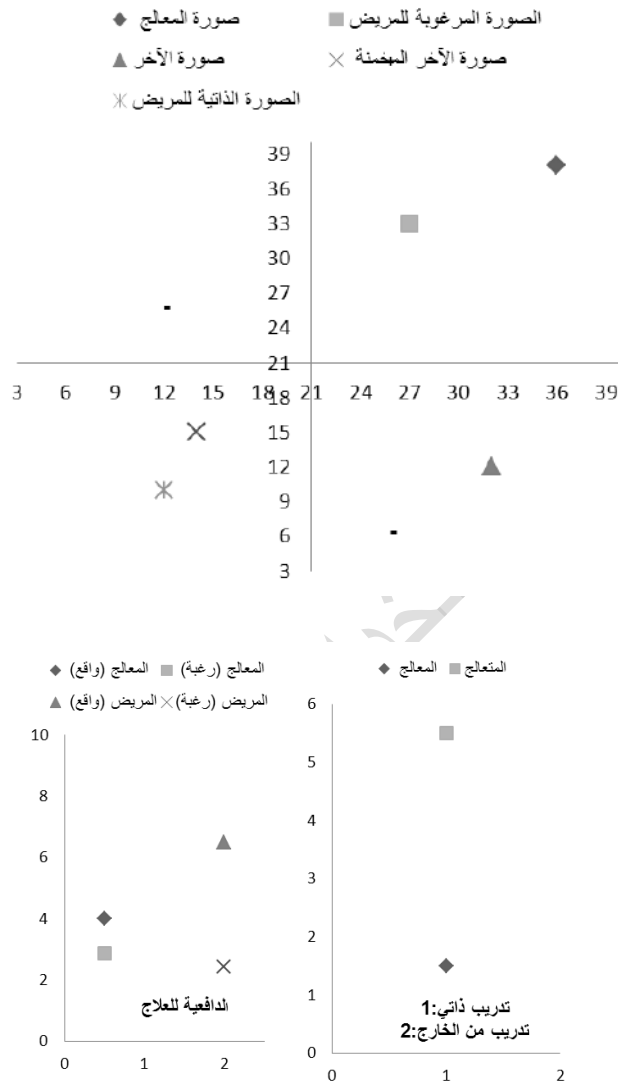 صورة المعالج الصورة المرغوبة للمريض
صورة الآخر صورة الآخر المخمنة
الصورة الذاتية للمريض
39
36
33
30
27
24
21
3 6 9 12 15 18 21 24 27 30 33 36 39
18
15
12
9
6
3
المعالج (واقع) المعالج (رغبة)
المريض (واقع) المريض (رغبة)
10
8
6
4
2
0
0 1 2
الدافعية للعلاج
المعالج المتعالج
6
5
4
3
2
1
0
0 1 2
تدريب ذاتي:1
تدريب من الخارج:2